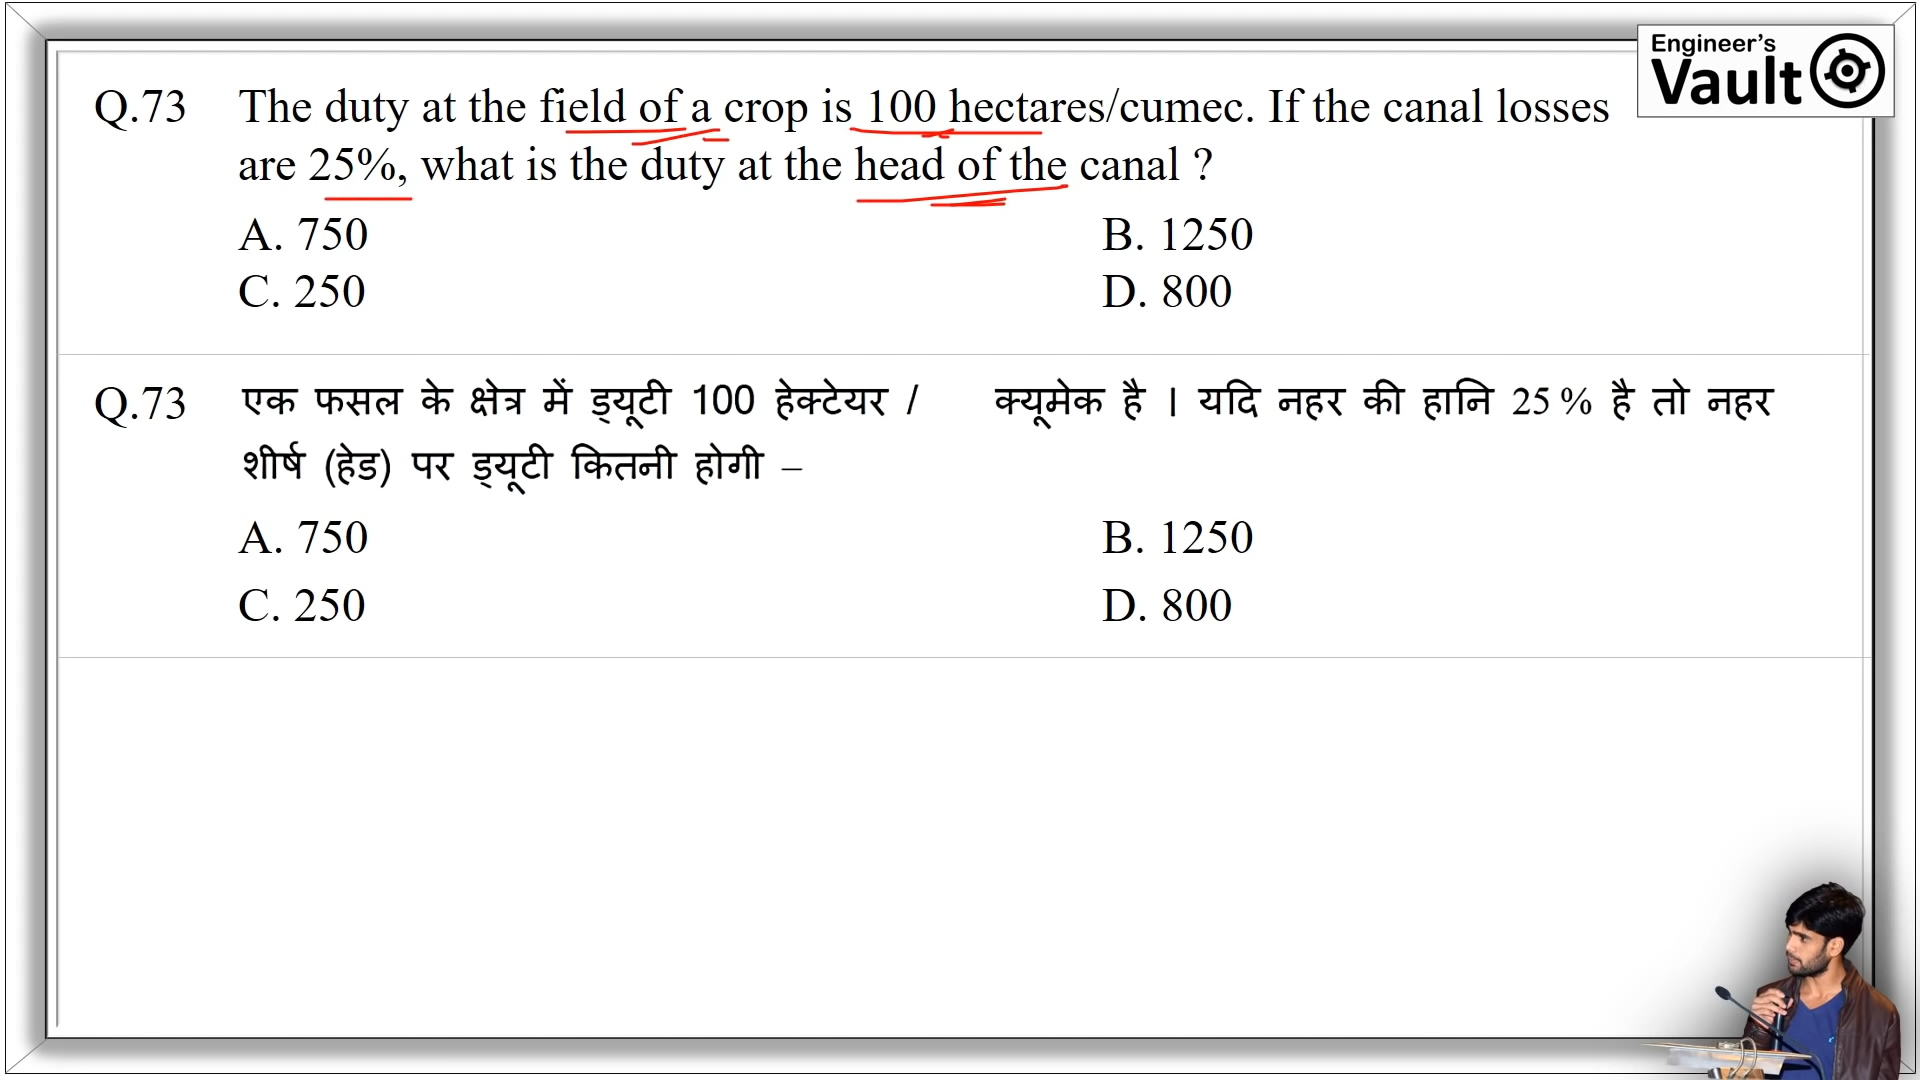 Engineer's
Vault
Q.73 The duty at the field of a crop is 100 hectares/cumec. If the canal losses
are 25%, what is the duty at the head of the canal ?
A. 750 B. 1250
C. 250 D. 800
Q.73 एक फसल के क्षेत्र में ड्यूटी 100 हेक्टेयर / क्यूमेक है । यदि नहर की हानि 25 % है तो नहर
शीर्ष (हेड) पर ड्यूटी कितनी होगी –
A. 750 B. 1250
C. 250 D. 800